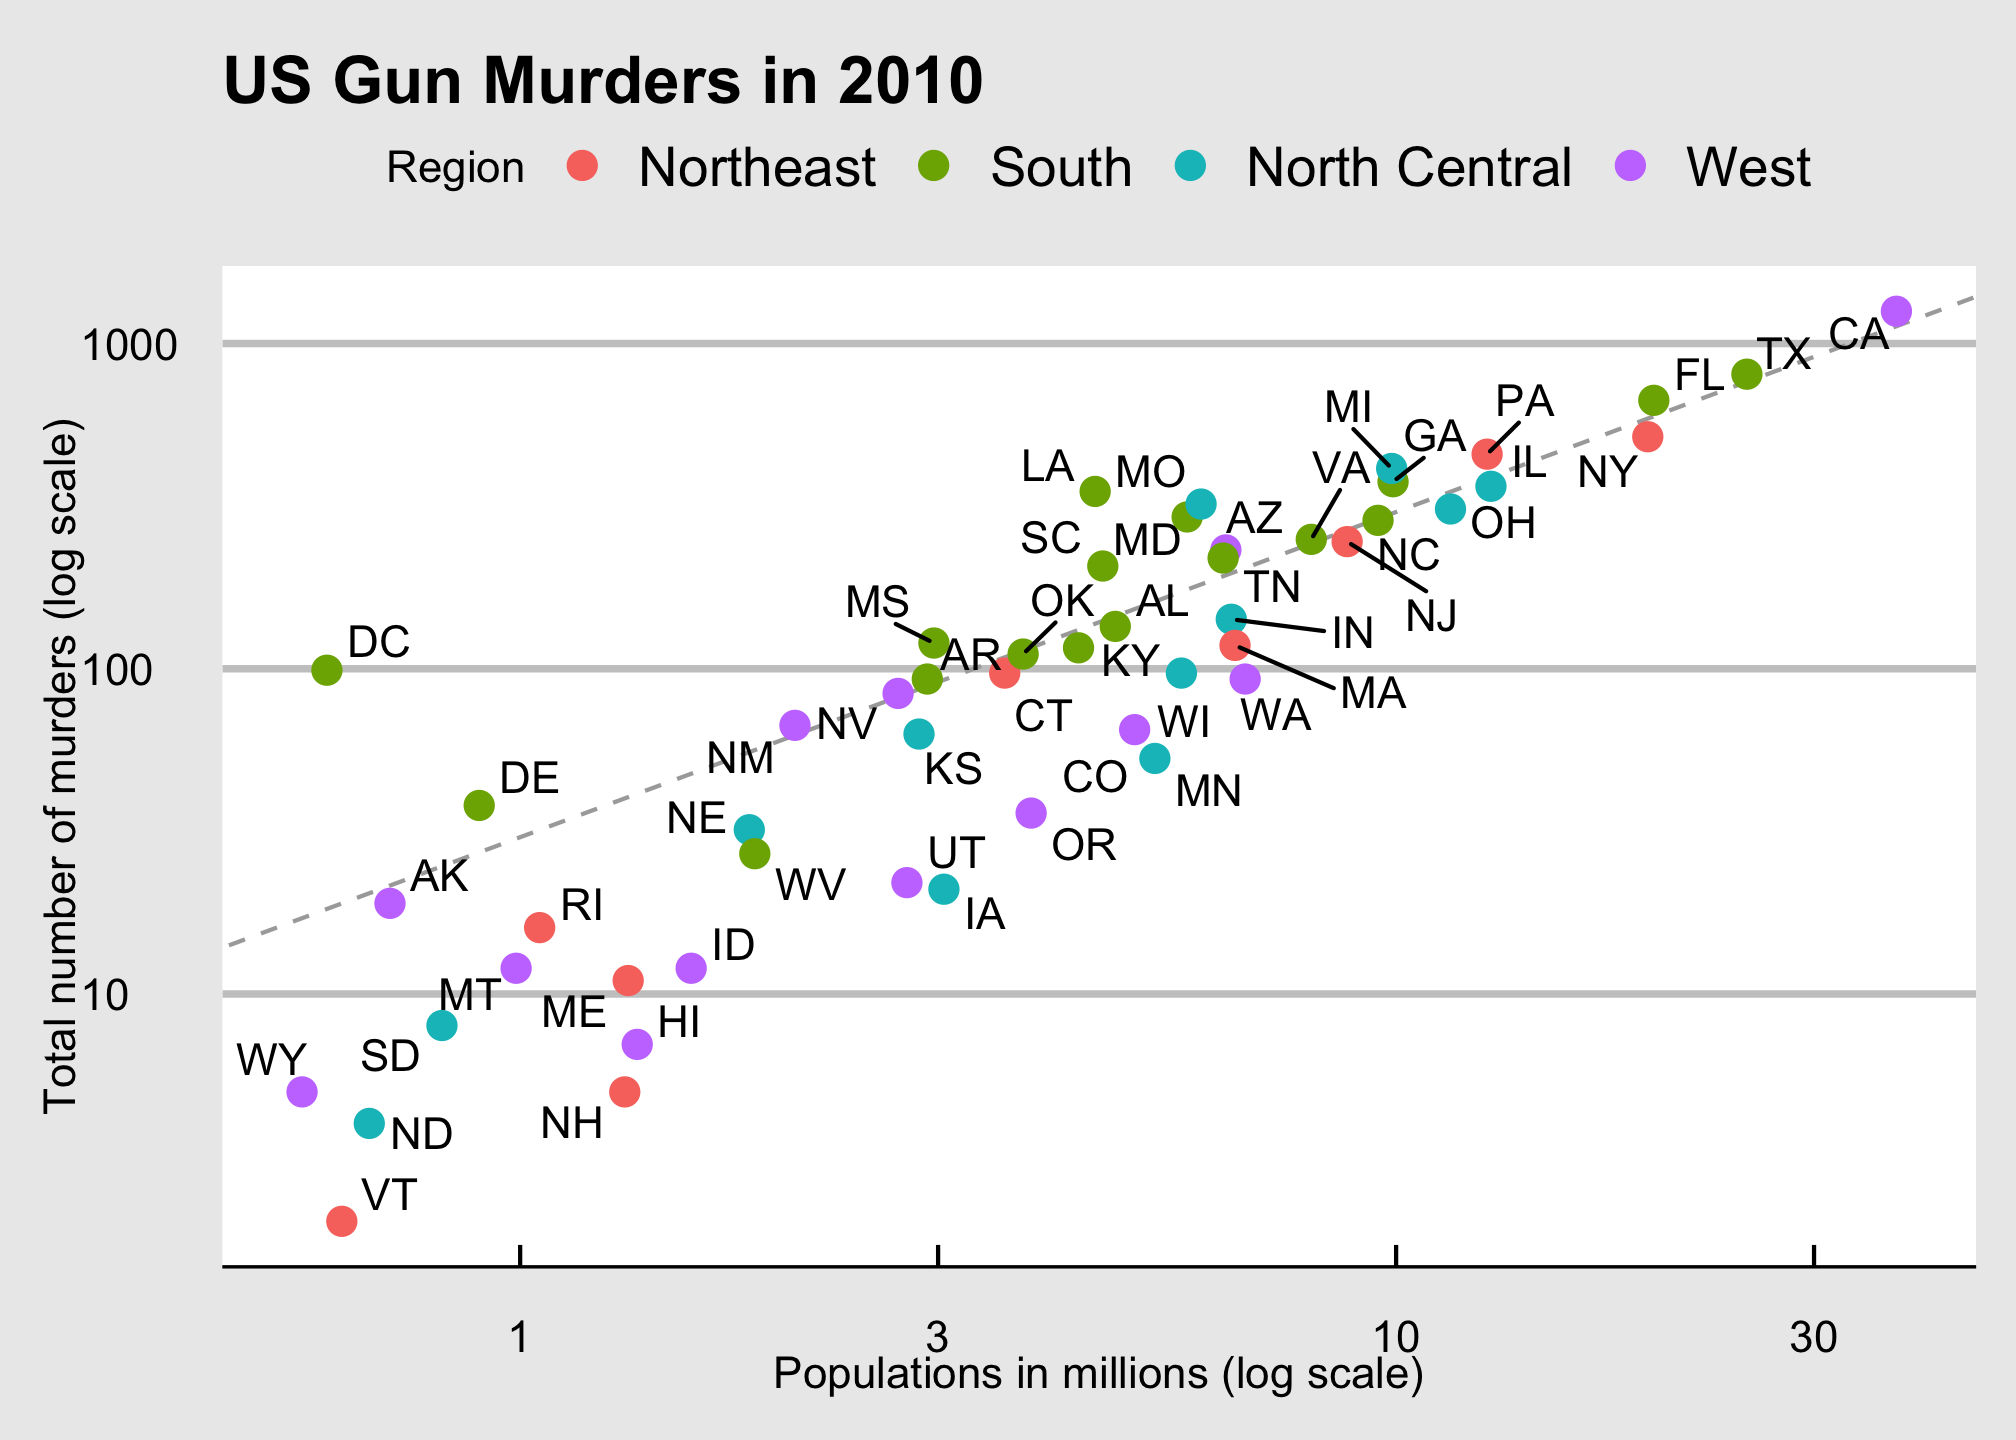 US Gun Murders in 2010
Region Northeast South North Central West
Total number of murders (log scale)
1000
100
10
CA
TX
FL
PA
MI
GA
IL
NY
VA
LA
MO
OH
AZ
SC
MD
NC
TN
NJ
OK
AL
MS
IN
DC
AR
KY
MA
CT
WA
WI
NV
NM
KS
CO
MN
DE
NE
OR
UT
WV
AK
RI
IA
ID
MT
ME
HI
SD
WY
NH
ND
VT
1
3
10
30
Populations in millions (log scale)